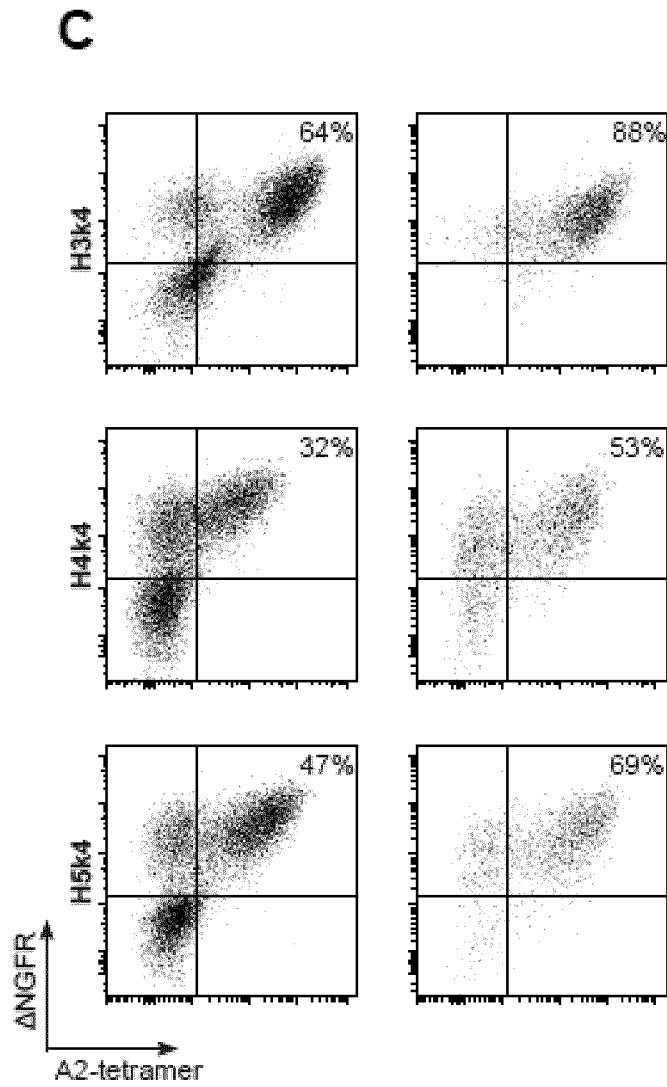 C
64%
88%
H3k4
32%
53%
H4k4
47%
69%
H5k4
ΔNGFR
A2-tetramer